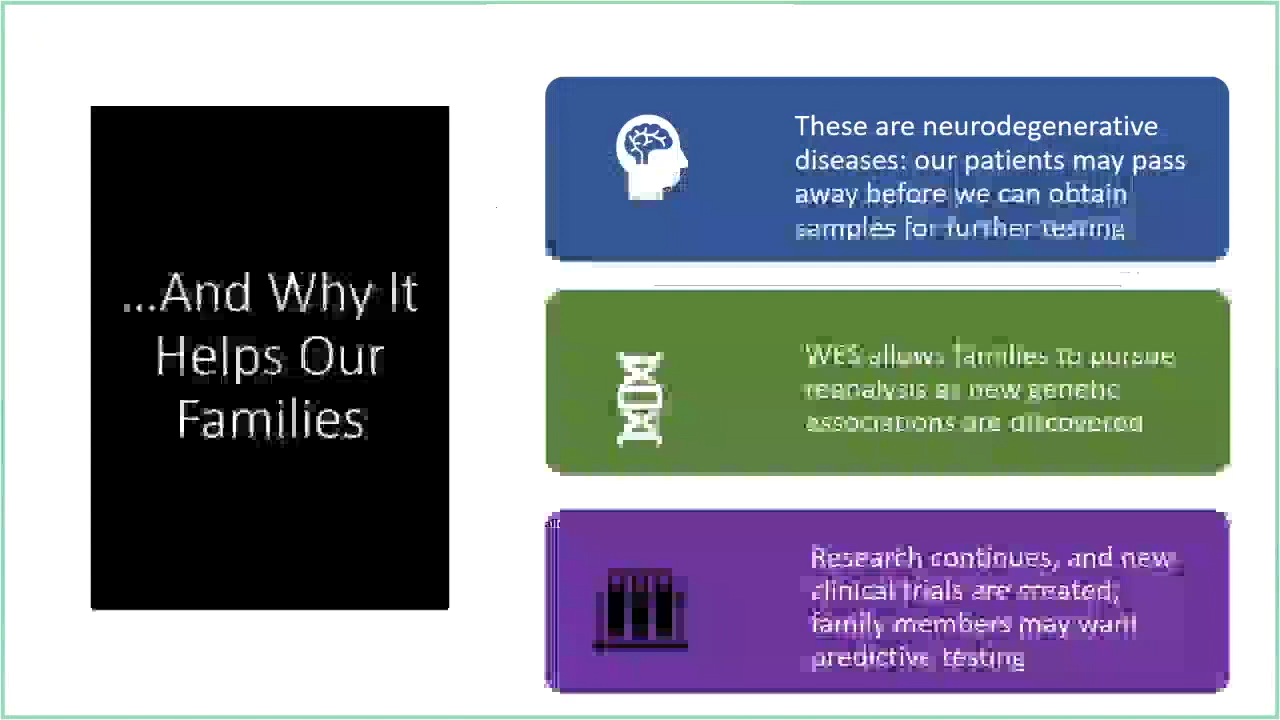 ...And Why It
Helps Our
Families
These are neurodegenerative
diseases: our patients may pass
away before we can obtain
samples for further testing
WES allows families to pursue
reanalysis as new genetic
associations are discovered
Research continues, and new
clinical trials are created,
family members may want
predictive testing